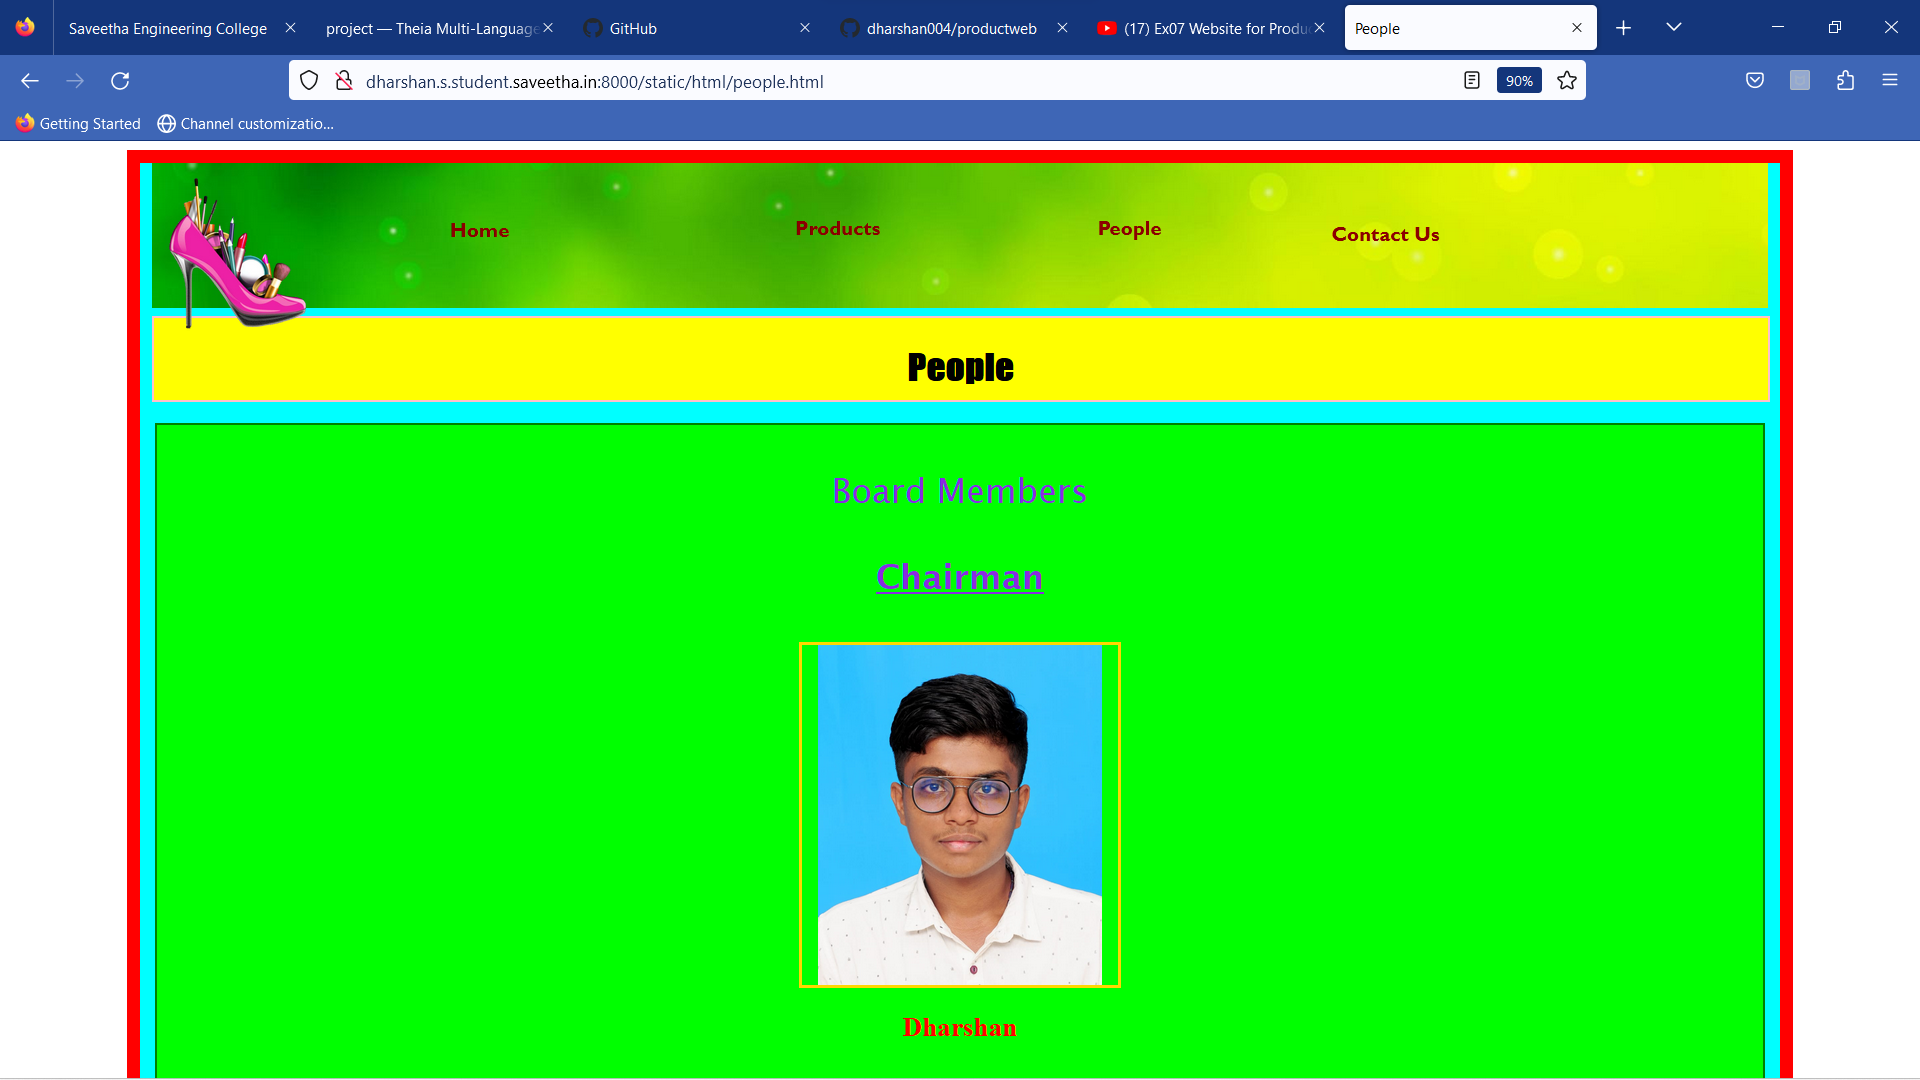 Saveetha Engineering College
project — Theia Multi-Language
GitHub
dharshan004/productweb
(17) Ex07 Website for Produ
People
dharshan.s.student.saveetha.in:8000/static/html/people.html
90%
Getting Started
Channel customizatio...
Home
Products
People
Contact Us
People
Board Members
Chairman
Dharshan